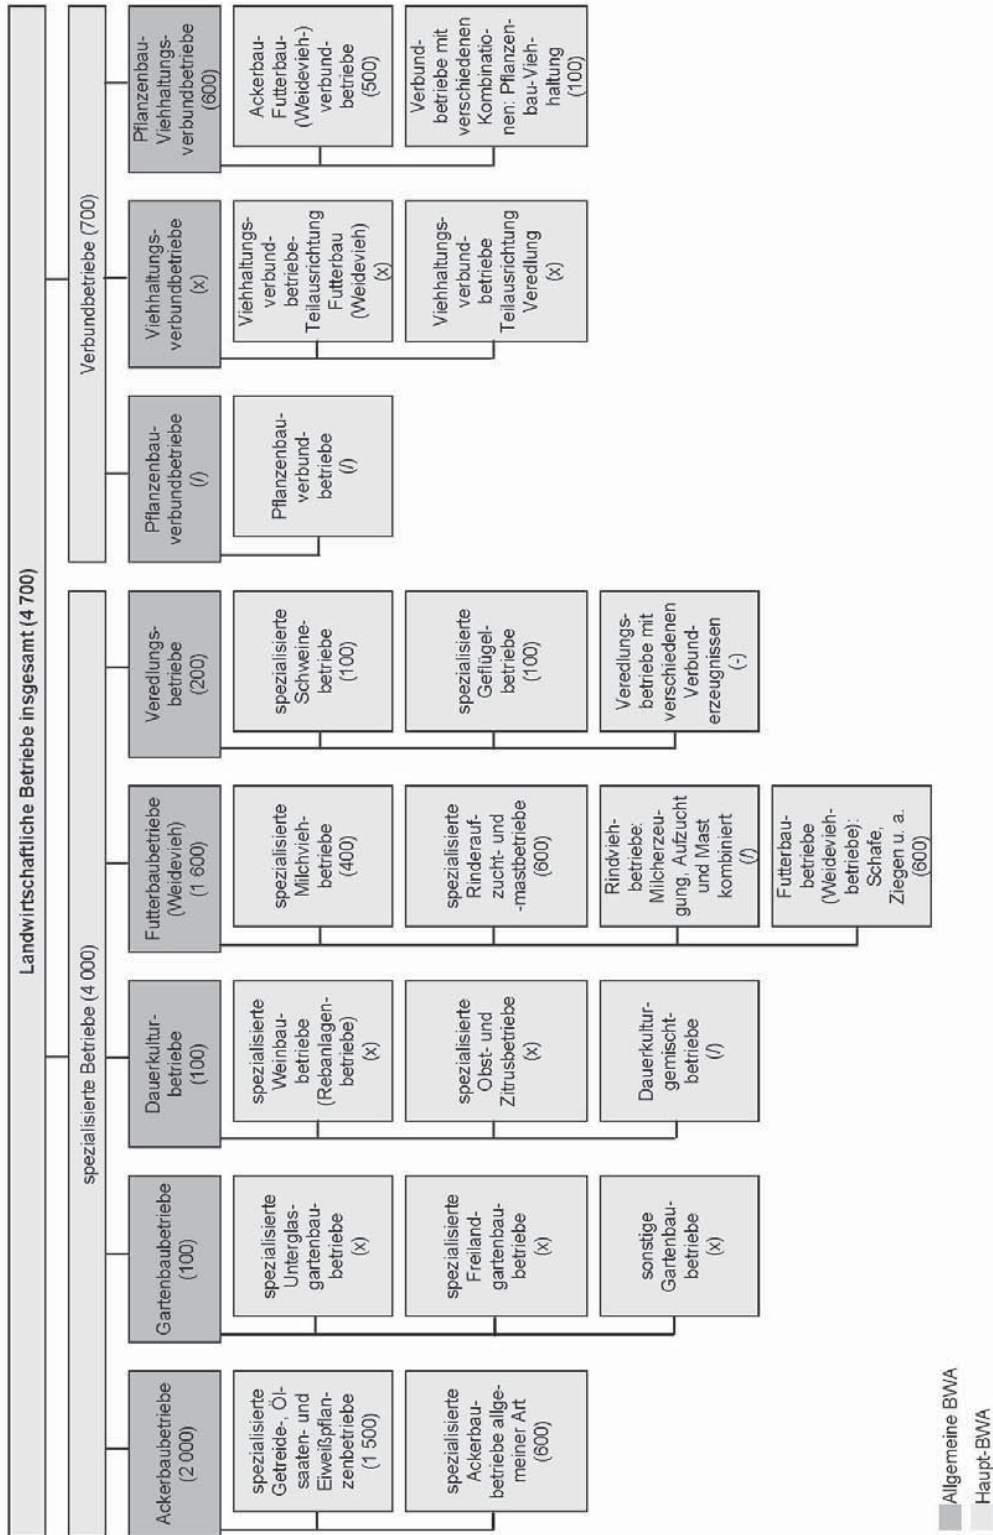 Landwirtschaftliche Betriebe insgesamt (4 700)
spezialisierte Betriebe (4 000)
Verbundbetriebe (700)
Ackerbaubetriebe
(2 000)
spezialisierte
Getreide-, Öl-
saaten- und
Eiweißpflan-
zenbetriebe
(1 500)
spezialisierte
Ackerbau-
betriebe allge-
meiner Art
(600)
Gartenbaubetriebe
(100)
spezialisierte
Unterglas-
gartenbau-
betriebe
(x)
spezialisierte
Freiland-
gartenbau-
betriebe
(x)
sonstige
Gartenbau-
betriebe
(x)
Dauerkultur-
betriebe
(100)
spezialisierte
Weinbau-
betriebe
(Rebanlagen-
betriebe)
(x)
spezialisierte
Obst- und
Zitrusbetriebe
(x)
Dauerkultur-
gemischt-
betriebe
(/)
Futterbaubetriebe
(Weidevieh)
(1 600)
spezialisierte
Milchvieh-
betriebe
(400)
spezialisierte
Rinderauf-
zucht- und
-mastbetriebe
(600)
Rindvieh-
betriebe:
Milcherzeu-
gung, Aufzucht
und Mast
kombiniert
(/)
Futterbau-
betriebe
(Weidevieh-
betriebe):
Schafe,
Ziegen u. a.
(600)
Veredlungs-
betriebe
(200)
spezialisierte
Schweine-
betriebe
(100)
spezialisierte
Geflügel-
betriebe
(100)
Veredlungs-
betriebe mit
verschiedenen
Verbund-
erzeugnissen
(-)
Pflanzenbau-
verbundbetriebe
(/)
Pflanzenbau-
verbund-
betriebe
(/)
Viehhaltungs-
verbundbetriebe
(x)
Viehhaltungs-
verbund-
betriebe-
Teilausrichtung
Futterbau
(Weidevieh)
(x)
Viehhaltungs-
verbund-
betriebe
Teilausrichtung
Veredlung
(x)
Pflanzenbau-
Viehhaltungs-
verbundbetriebe
(600)
Ackerbau-
Futterbau-
(Weidevieh-)
verbund-
betriebe
(500)
Verbund-
betriebe mit
verschiedenen
Kombinatio-
nen: Pflanzen-
bau-Vieh-
haltung
(100)
Allgemeine BWA
Haupt-BWA